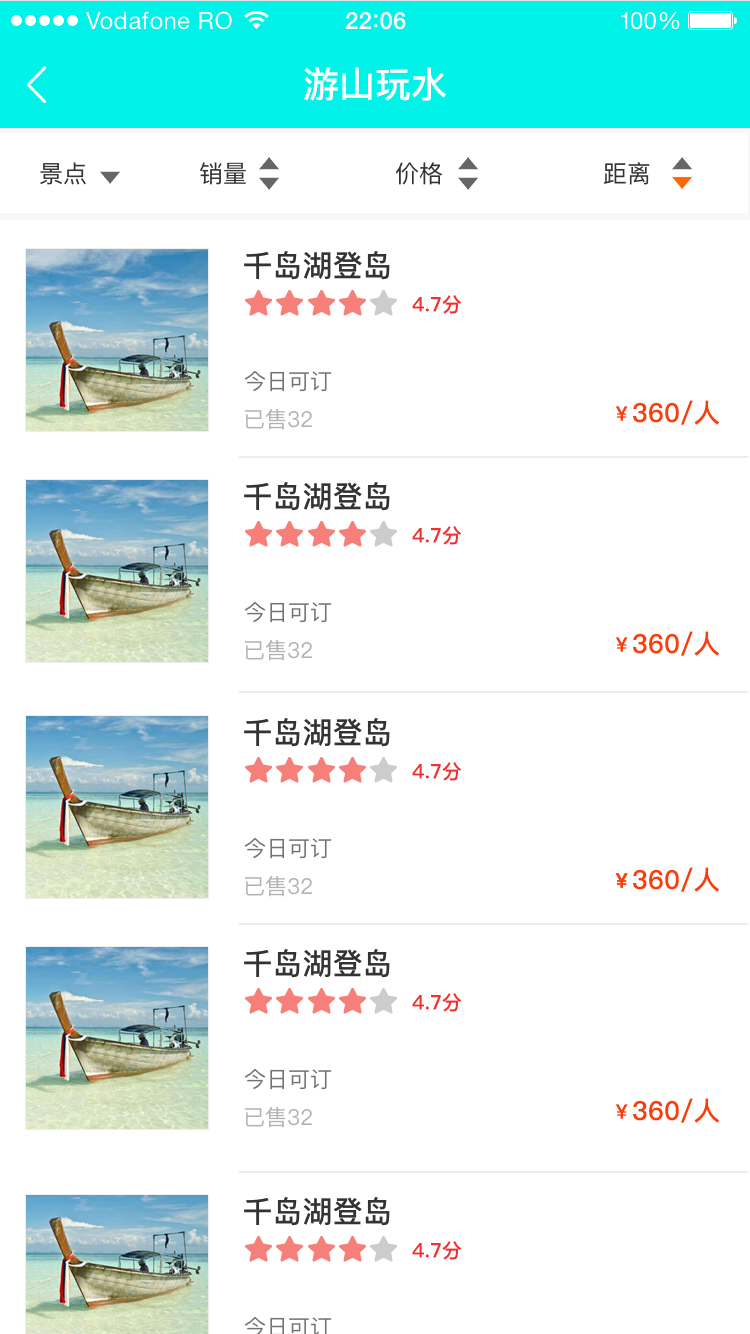 Vodafone RO 22:06 100%
游山玩水
景点 销量 价格 距离
千岛湖登岛
4.7分
今日可订
已售32
¥360/人
千岛湖登岛
4.7分
今日可订
已售32
¥360/人
千岛湖登岛
4.7分
今日可订
已售32
¥360/人
千岛湖登岛
4.7分
今日可订
已售32
¥360/人
千岛湖登岛
4.7分
今日可订